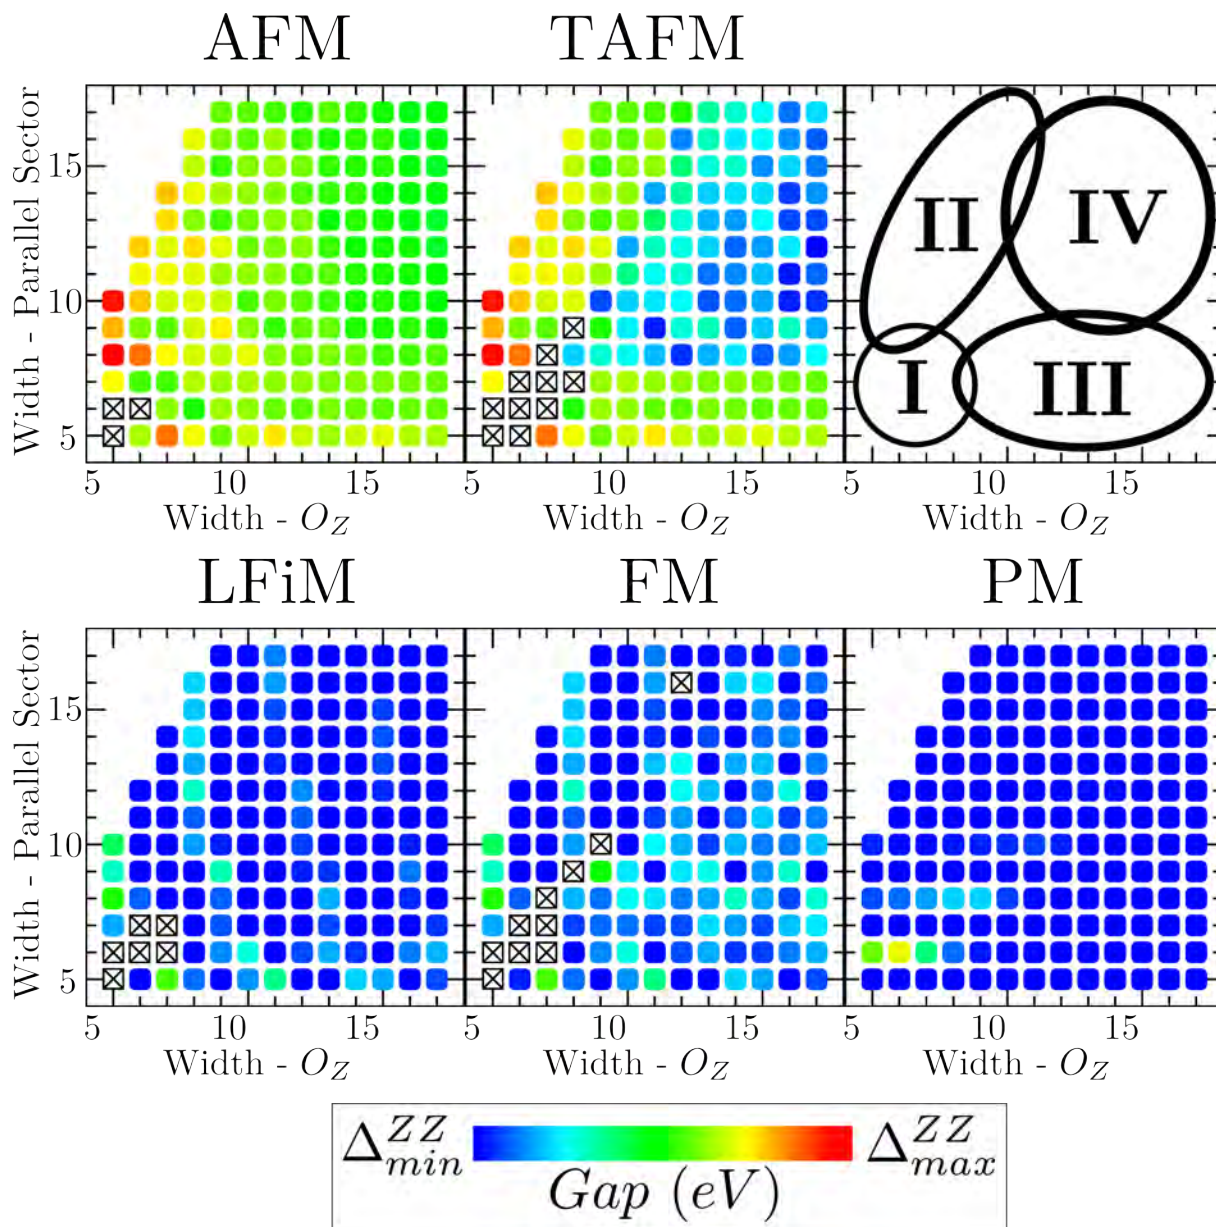 AFM TAFM
Width - Parallel Sector
15
10
5
II IV
I III
5 10 15 5 10 15 5 10 15
Width - O_Z Width - O_Z Width - O_Z
LFiM FM PM
Width - Parallel Sector
15
10
5
5 10 15 5 10 15 5 10 15
Width - O_Z Width - O_Z Width - O_Z
Δ^{ZZ}_{min} Δ^{ZZ}_{max}
Gap (eV)